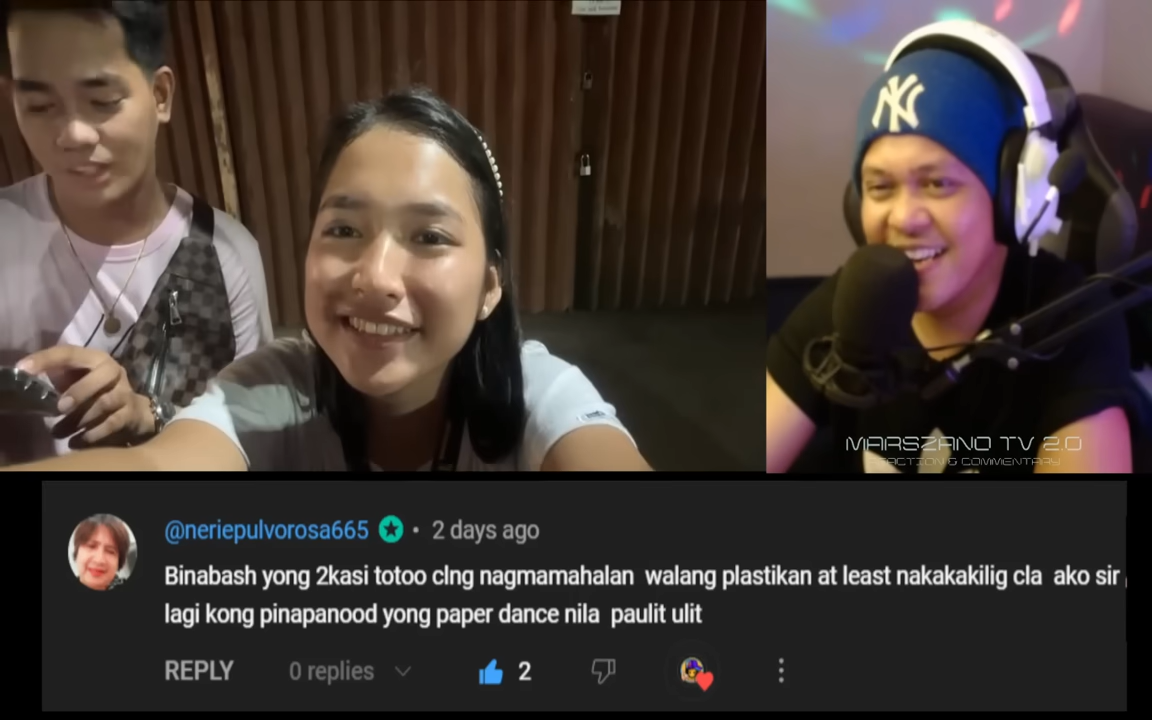 NY
MARSZANO TV 2.0
REACTION & COMMENTARY
@neriepulvorosa665 • 2 days ago
Binabash yong 2kasi totoo clng nagmamahalan walang plastikan at least nakakakilig cla ako sir
lagi kong pinapanood yong paper dance nila paulit ulit
REPLY 0 replies 2